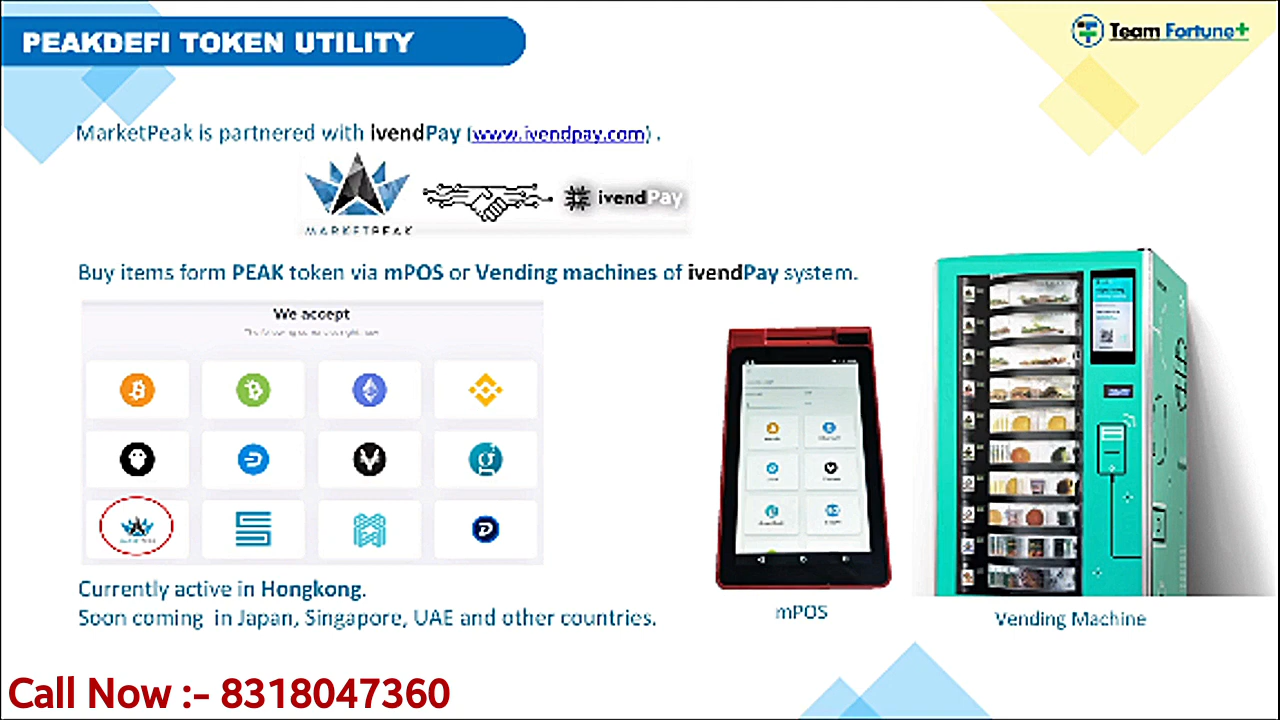 PEAKDEFI TOKEN UTILITY
Team Fortune+
MarketPeak is partnered with ivendPay (www.ivendpay.com) .
MARKETPEAK
ivendPay
Buy items form PEAK token via mPOS or Vending machines of ivendPay system.
We accept
Currently active in Hongkong.
Soon coming in Japan, Singapore, UAE and other countries.
mPOS
Vending Machine
Call Now :- 8318047360